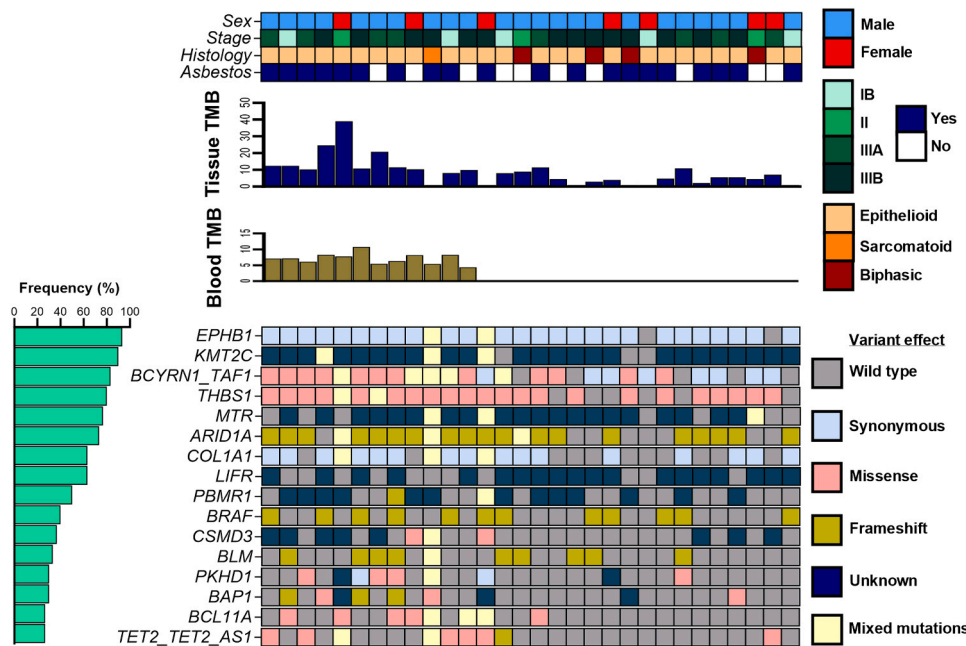 Sex
Stage
Histology
Asbestos
Male
Female
IB
II
IIIA
IIIB
Yes
No
Epithelioid
Sarcomatoid
Biphasic
Tissue TMB
0 10 20 30 40 50
Blood TMB
0 5 10 15
Frequency (%)
0 20 40 60 80 100
EPHB1
KMT2C
BCYRN1_TAF1
THBS1
MTR
ARID1A
COL1A1
LIFR
PBMR1
BRAF
CSMD3
BLM
PKHD1
BAP1
BCL11A
TET2_TET2_AS1
Variant effect
Wild type
Synonymous
Missense
Frameshift
Unknown
Mixed mutations